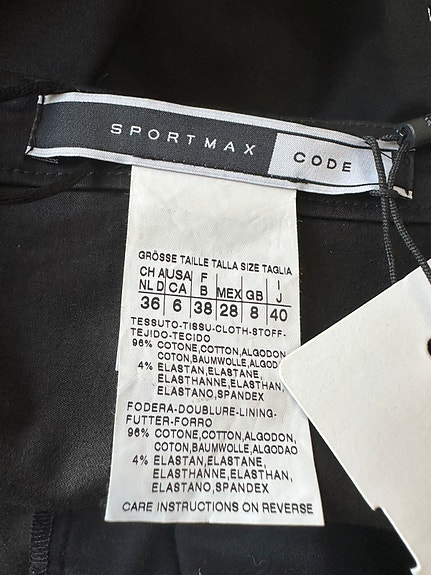 SPORTMAX CODE
GRÖSSE TAILLE TALLA SIZE TAGLIA
CH A USA F I
NL D CA B MEX GB J
36 6 38 28 8 40
TESSUTO-TISSU-CLOTH-STOFF-
TEJIDO-TECIDO
96% COTONE,COTTON,ALGODON
COTON,BAUMWOLLE,ALGOD
4% ELASTAN,ELASTANE,
ELASTHANNE,ELASTHAN,
ELASTANO,SPANDEX
FODERA-DOUBLURE-LINING-
FUTTER-FORRO
96% COTONE,COTTON,ALGODON,
COTON,BAUMWOLLE,ALGODAO
4% ELASTAN,ELASTANE,
ELASTHANNE,ELASTHAN,
ELASTANO,SPANDEX
CARE INSTRUCTIONS ON REVERSE